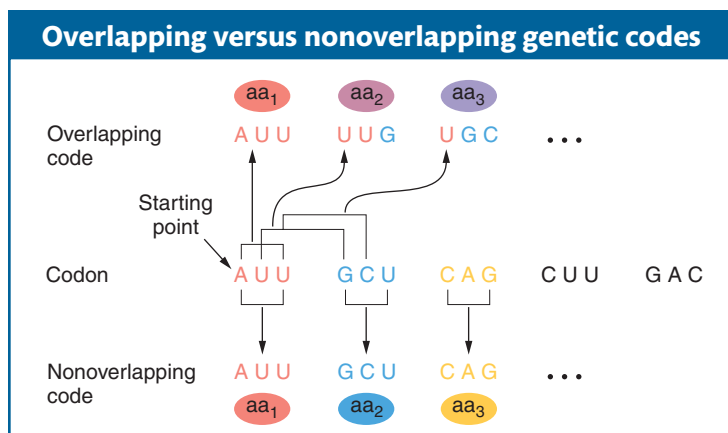 Overlapping versus nonoverlapping genetic codes
aa1 aa2 aa3
Overlapping code
A U U U U G U G C ...
Starting point
Codon
A U U G C U C A G C U U G A C
Nonoverlapping code
A U U G C U C A G ...
aa1 aa2 aa3